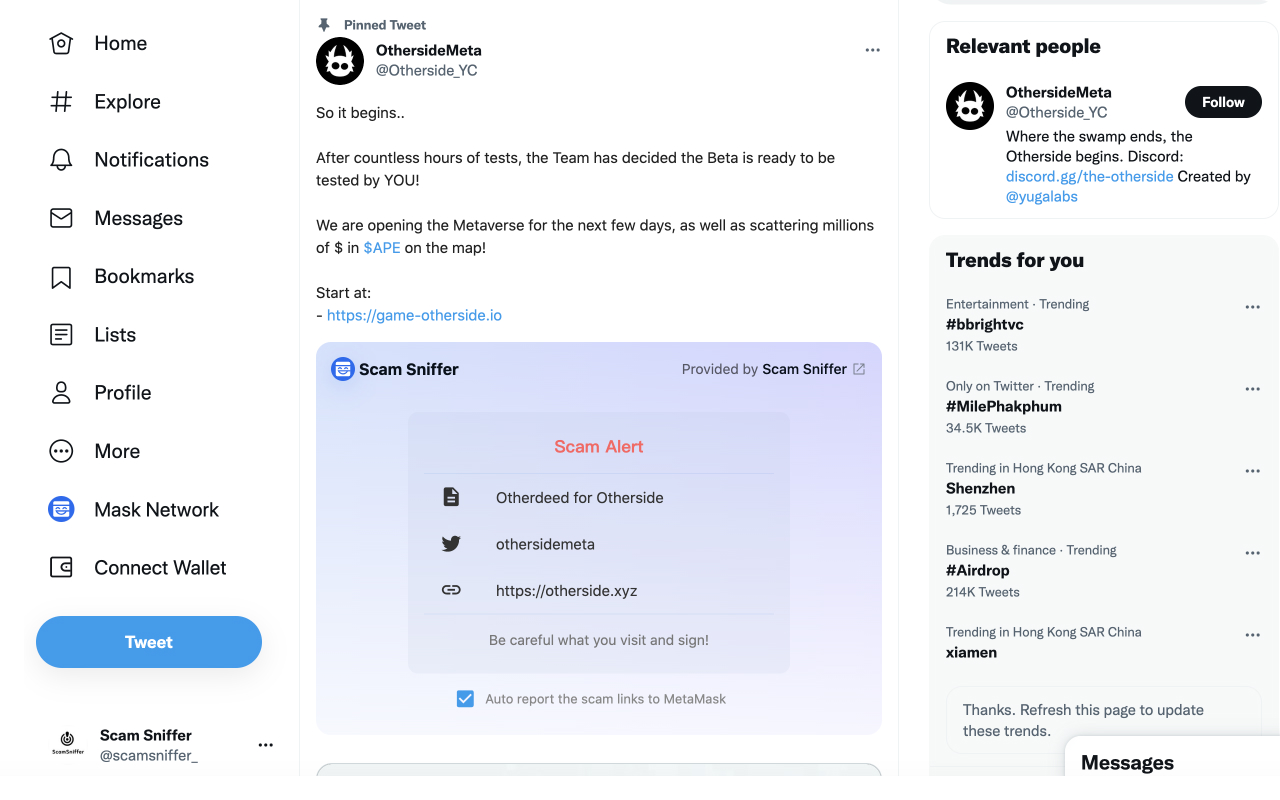 Home
Explore
Notifications
Messages
Bookmarks
Lists
Profile
More
Mask Network
Connect Wallet
Tweet
ScamSniffer
Scam Sniffer
@scamsniffer_
Pinned Tweet
OthersideMeta
@Otherside_YC
So it begins..
After countless hours of tests, the Team has decided the Beta is ready to be
tested by YOU!
We are opening the Metaverse for the next few days, as well as scattering millions
of $ in $APE on the map!
Start at:
- https://game-otherside.io
Scam Sniffer
Provided by Scam Sniffer
Scam Alert
Otherdeed for Otherside
othersidemeta
https://otherside.xyz
Be careful what you visit and sign!
Auto report the scam links to MetaMask
Relevant people
OthersideMeta
@Otherside_YC
Follow
Where the swamp ends, the
Otherside begins. Discord:
discord.gg/the-otherside Created by
@yugalabs
Trends for you
Entertainment · Trending
#bbrightvc
131K Tweets
Only on Twitter · Trending
#MilePhakphum
34.5K Tweets
Trending in Hong Kong SAR China
Shenzhen
1,725 Tweets
Business & finance · Trending
#Airdrop
214K Tweets
Trending in Hong Kong SAR China
xiamen
Thanks. Refresh this page to update
these trends.
Messages